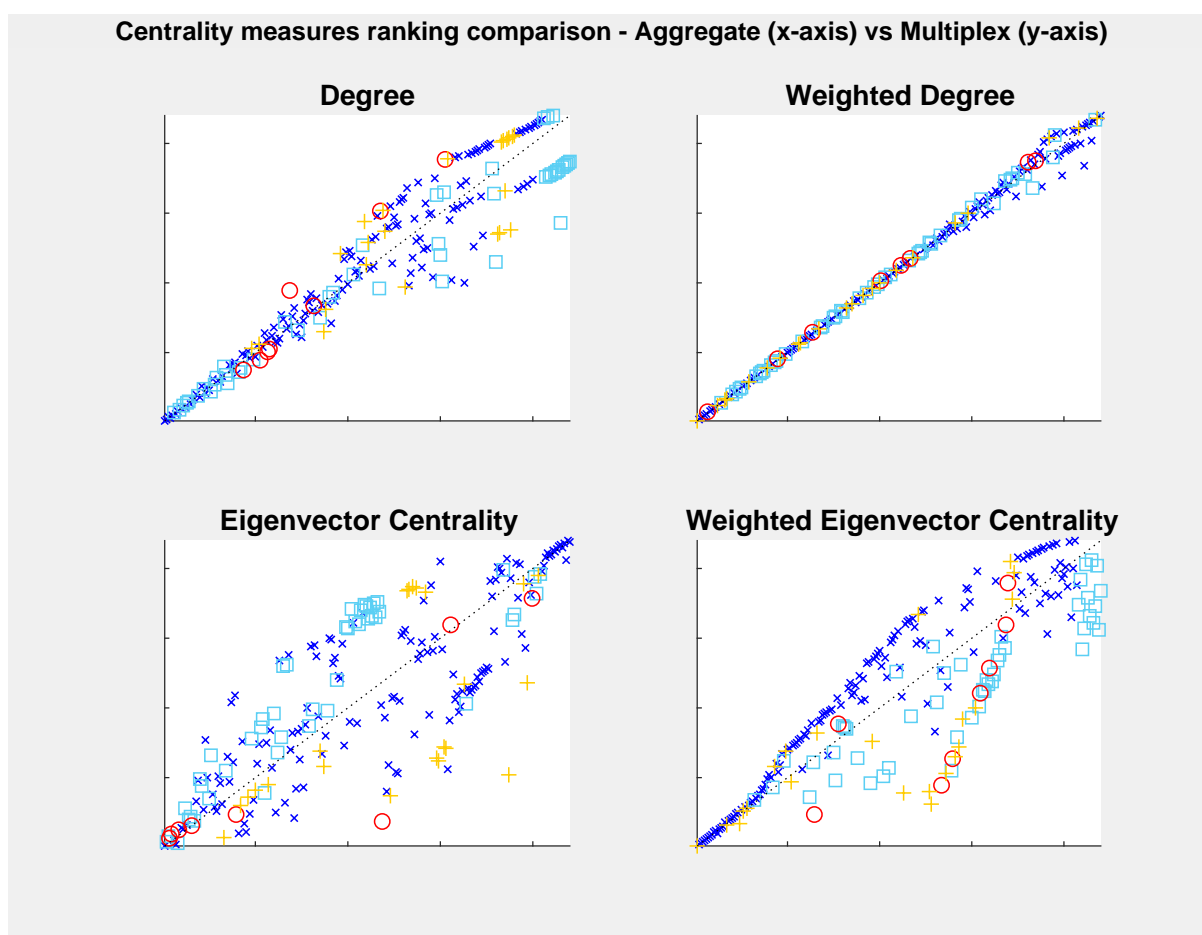 Centrality measures ranking comparison - Aggregate (x-axis) vs Multiplex (y-axis)
Degree
Weighted Degree
Eigenvector Centrality
Weighted Eigenvector Centrality